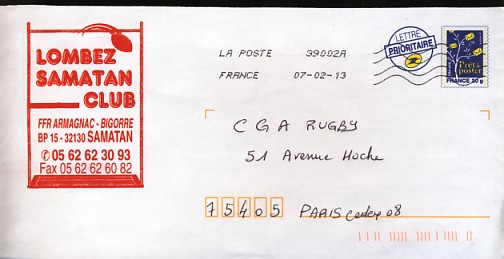 LOMBEZ
SAMATAN
CLUB
FFR ARMAGNAC - BIGORRE
BP 15 - 32130 SAMATAN
✆ 05 62 62 30 93
Fax 05 62 62 60 82
LA POSTE 39002A
FRANCE 07-02-13
LETTRE
PRIORITAIRE
Prêt-à-
poster
FRANCE 20 g
C G A RUGBY
51 Avenue Hoche
75405 PARIS Cedex 08